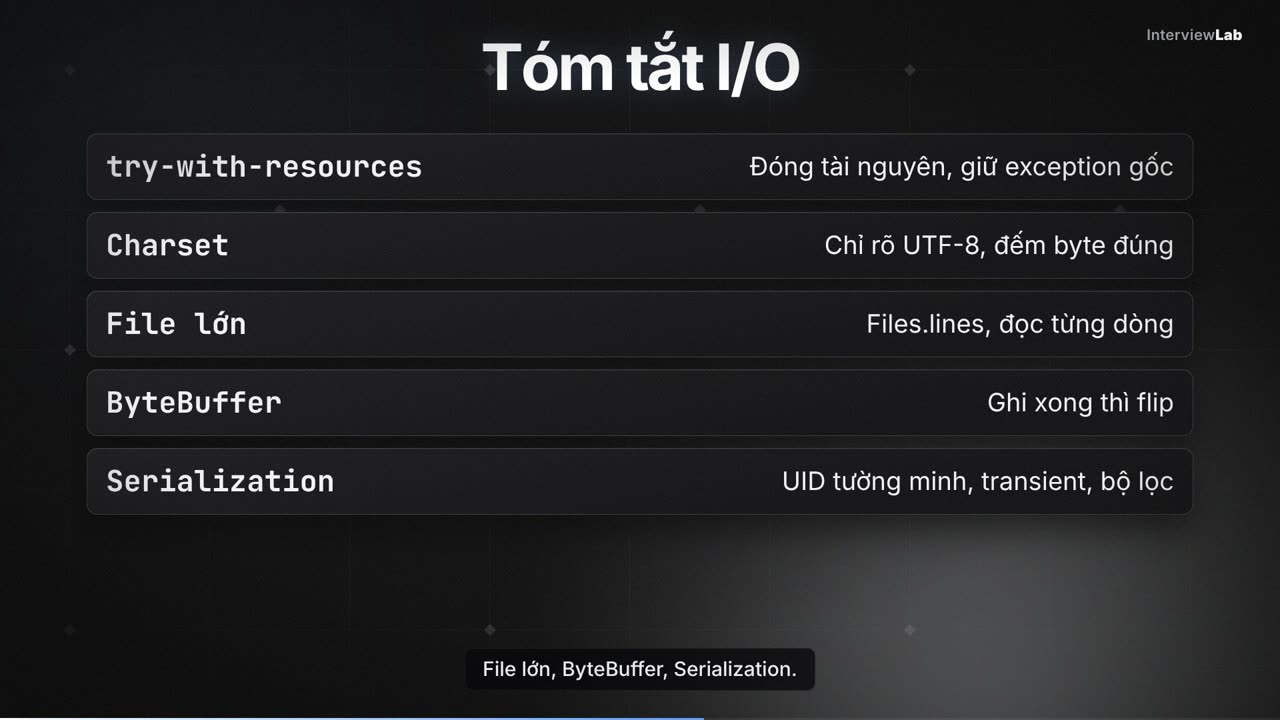 InterviewLab
Tóm tắt I/O
try-with-resources
Đóng tài nguyên, giữ exception gốc
Charset
Chỉ rõ UTF-8, đếm byte đúng
File lớn
Files.lines, đọc từng dòng
ByteBuffer
Ghi xong thì flip
Serialization
UID tường minh, transient, bộ lọc
File lớn, ByteBuffer, Serialization.